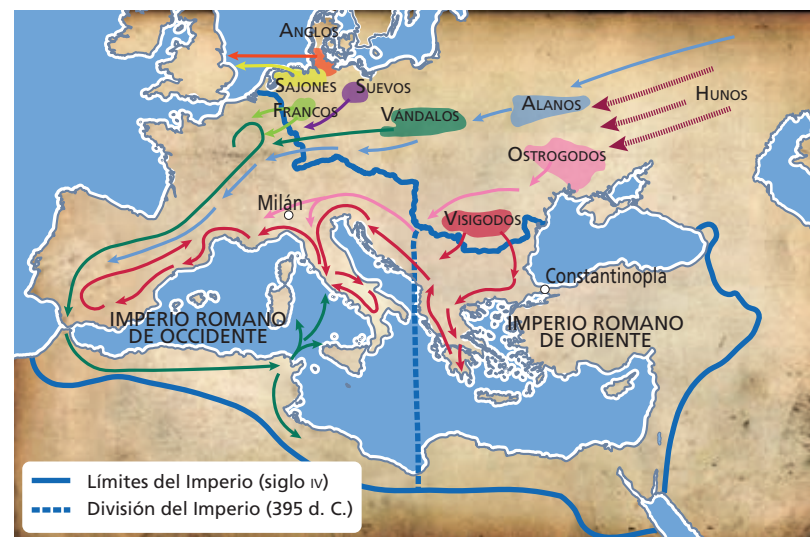 ANGLOS
SAJONES
SUEVOS
FRANCOS
VÁNDALOS
ALANOS
HUNOS
OSTROGODOS
Milán
VISIGODOS
Constantinopla
IMPERIO ROMANO
DE OCCIDENTE
IMPERIO ROMANO
DE ORIENTE
Límites del Imperio (siglo IV)
División del Imperio (395 d. C.)